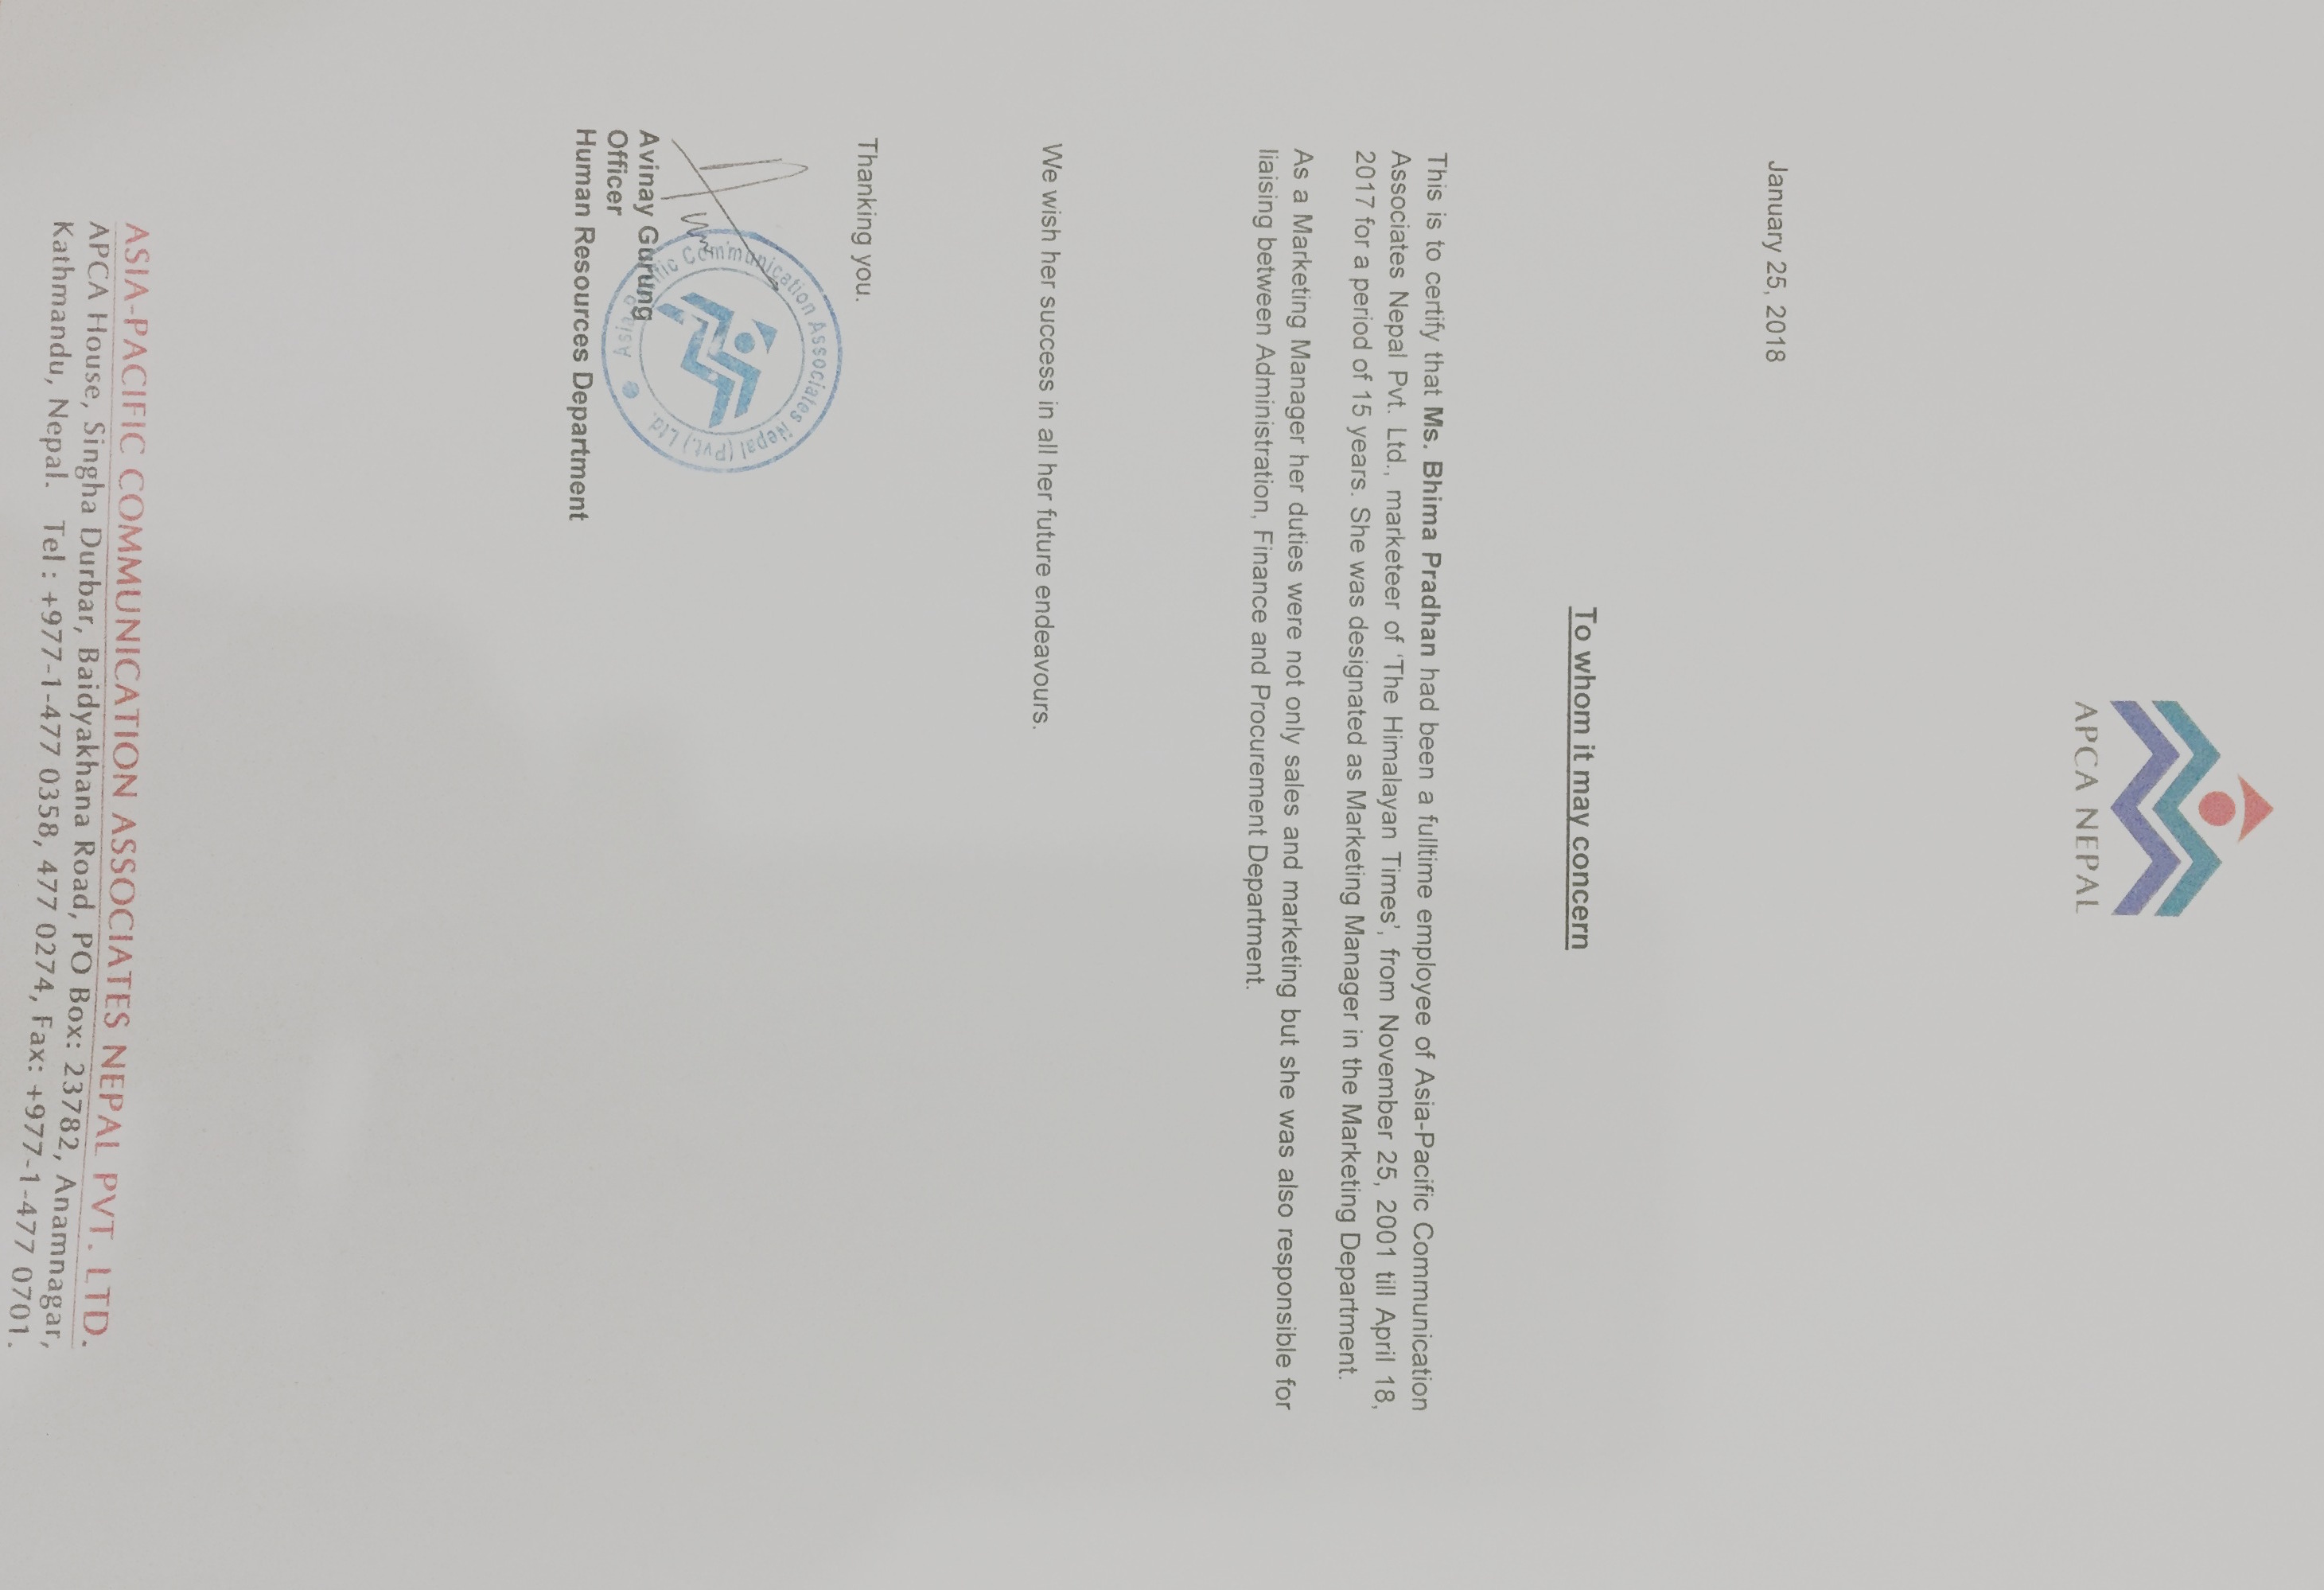 APCA NEPAL
January 25, 2018
To whom it may concern
This is to certify that Ms. Bhima Pradhan had been a fulltime employee of Asia-Pacific Communication
Associates Nepal Pvt. Ltd., marketeer of ‘The Himalayan Times’, from November 25, 2001 till April 18,
2017 for a period of 15 years. She was designated as Marketing Manager in the Marketing Department.
As a Marketing Manager her duties were not only sales and marketing but she was also responsible for
liaising between Administration, Finance and Procurement Department.
We wish her success in all her future endeavours.
Thanking you.
Asia-Pacific Communication Associates Nepal (Pvt.) Ltd.
Avinay Gurung
Officer
Human Resources Department
ASIA-PACIFIC COMMUNICATION ASSOCIATES NEPAL PVT. LTD.
APCA House, Singha Durbar, Baidyakhana Road, PO Box: 23782, Anamnagar,
Kathmandu, Nepal. Tel : +977-1-477 0358, 477 0274, Fax: +977-1-477 0701.